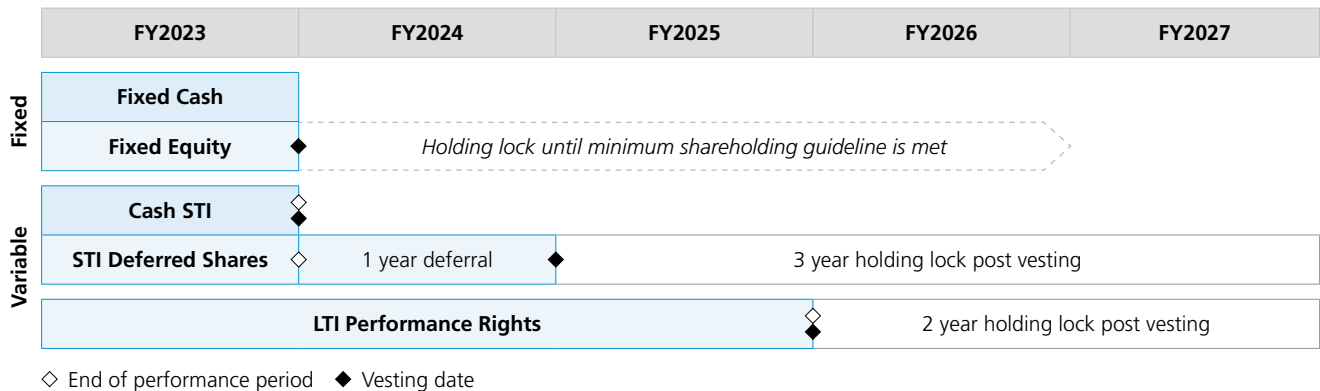 FY2023 FY2024 FY2025 FY2026 FY2027
Fixed
Fixed Cash
Fixed Equity Holding lock until minimum shareholding guideline is met
Variable
Cash STI
STI Deferred Shares 1 year deferral 3 year holding lock post vesting
LTI Performance Rights 2 year holding lock post vesting
End of performance period Vesting date